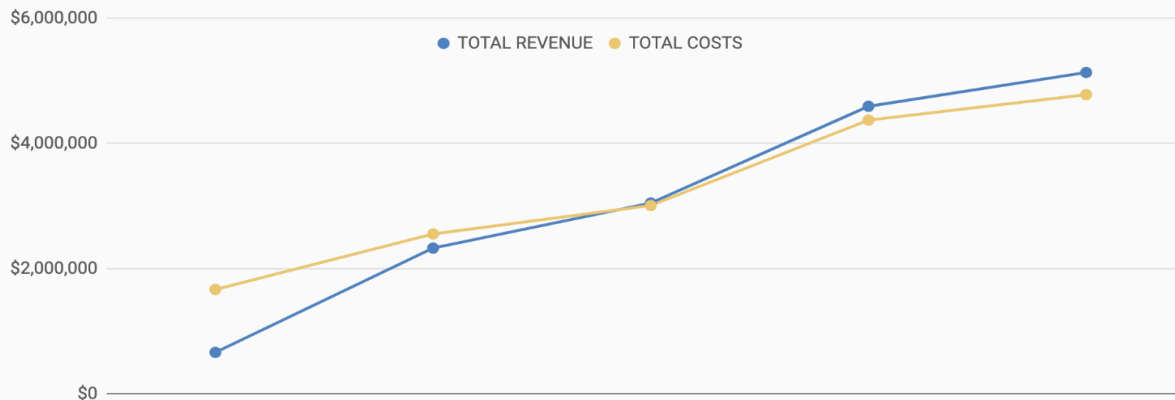 $6,000,000
TOTAL REVENUE TOTAL COSTS
$4,000,000
$2,000,000
$0